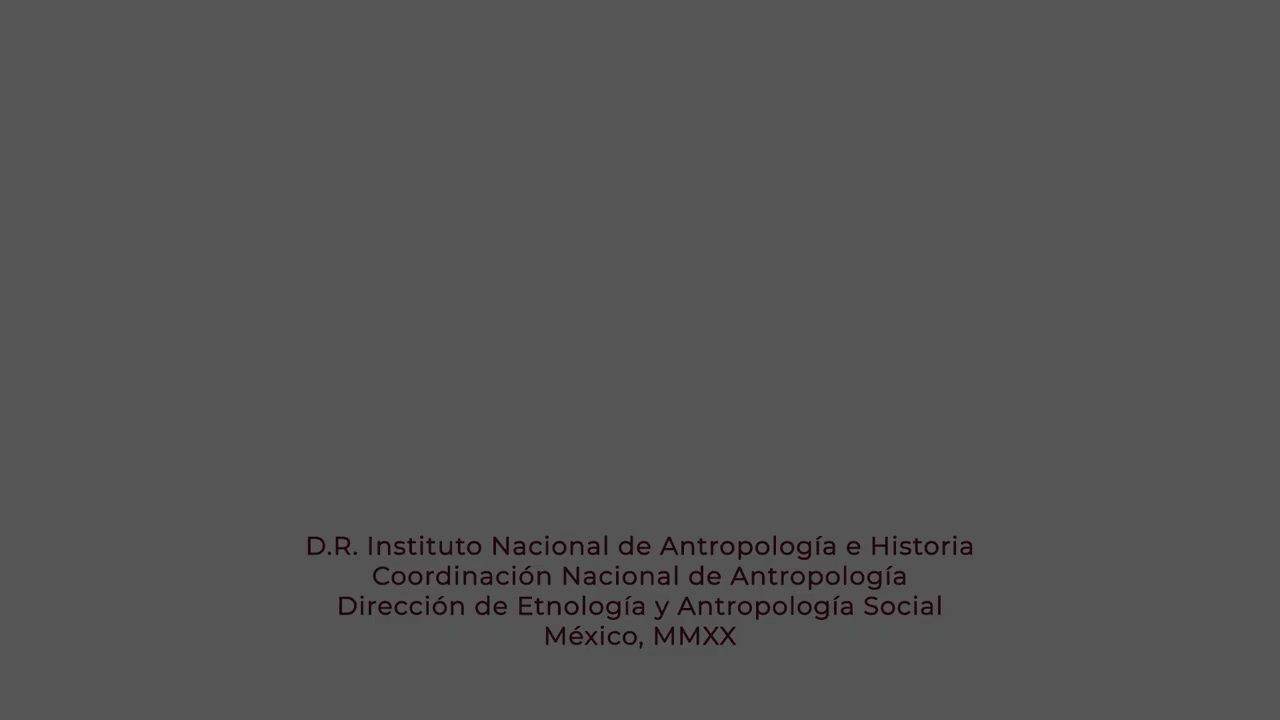 D.R. Instituto Nacional de Antropología e Historia
Coordinación Nacional de Antropología
Dirección de Etnología y Antropología Social
México, MMXX